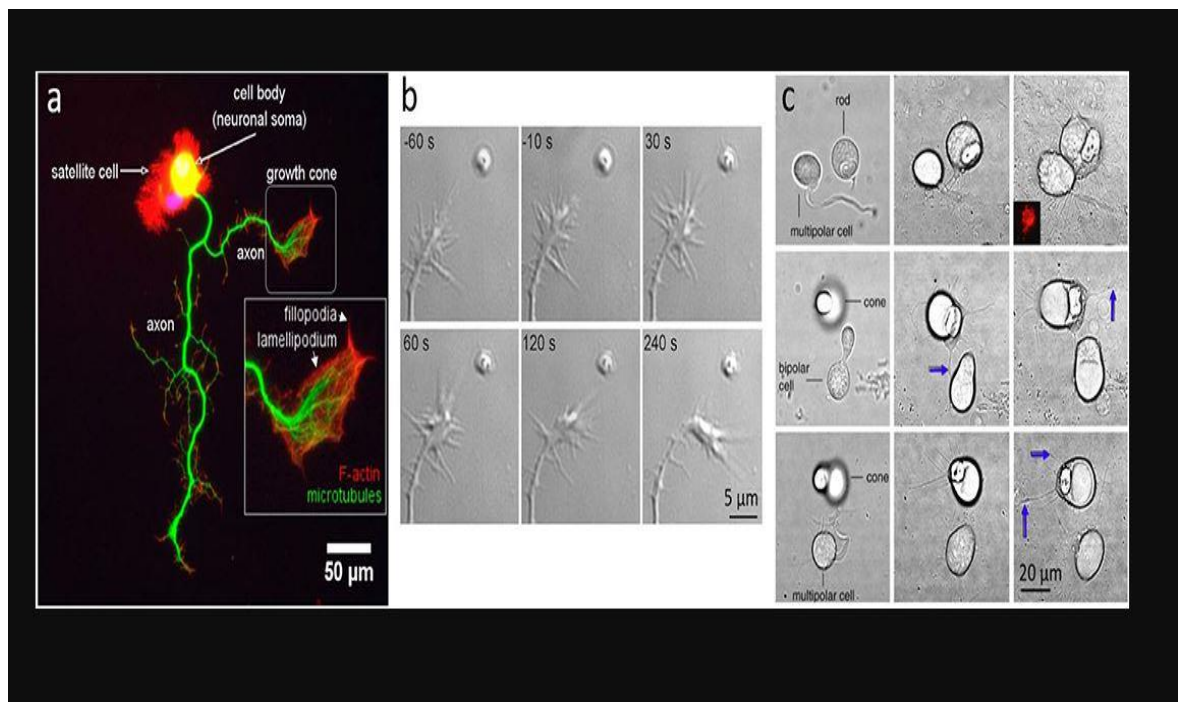 a
cell body
(neuronal soma)
satellite cell
growth cone
axon
axon
fillopodia
lamellipodium
F-actin
microtubules
50 µm
b
-60 s
-10 s
30 s
60 s
120 s
240 s
5 µm
c
rod
multipolar cell
cone
bipolar
cell
cone
multipolar cell
20 µm